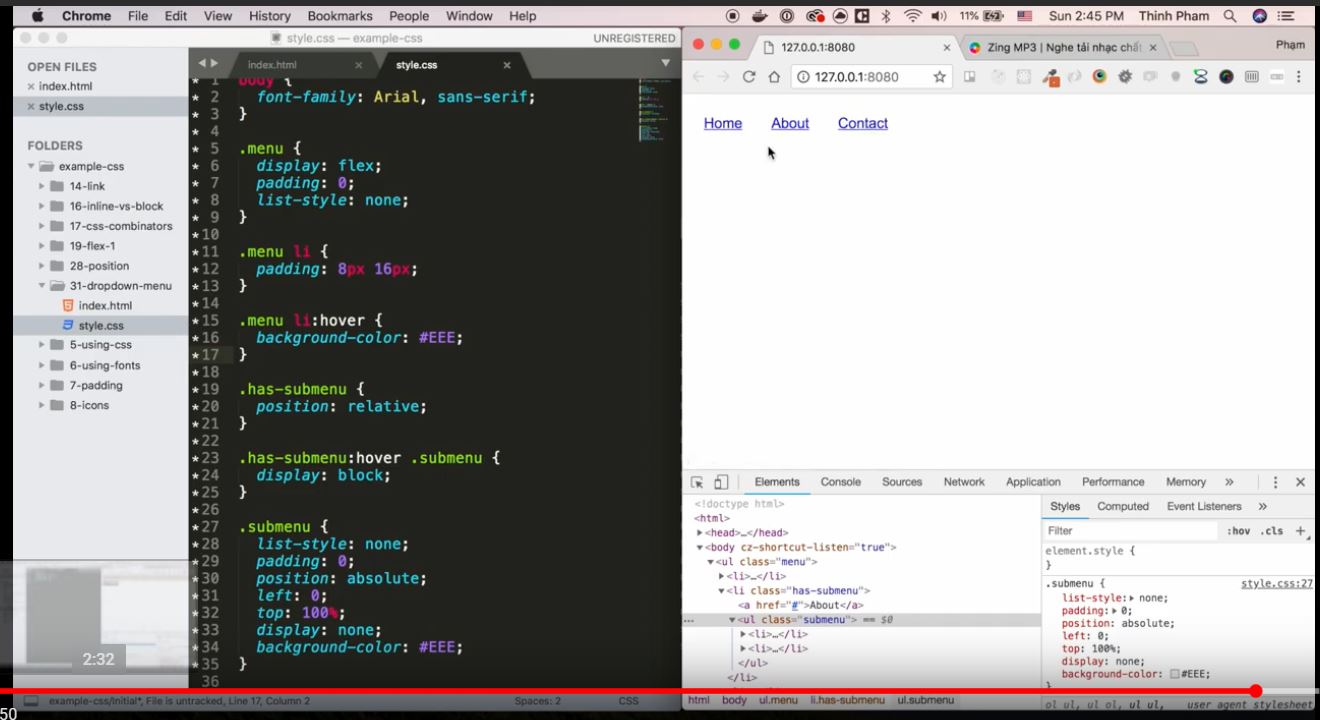 Chrome File Edit View History Bookmarks People Window Help 11% Sun 2:45 PM Thinh Pham
style.css — example-css UNREGISTERED
OPEN FILES
index.html
style.css
FOLDERS
example-css
14-link
16-inline-vs-block
17-css-combinators
19-flex-1
28-position
31-dropdown-menu
index.html
style.css
5-using-css
6-using-fonts
7-padding
8-icons
index.html style.css
* 1 body {
* 2 font-family: Arial, sans-serif;
* 3 }
* 4
* 5 .menu {
* 6 display: flex;
* 7 padding: 0;
* 8 list-style: none;
* 9 }
*10
*11 .menu li {
*12 padding: 8px 16px;
*13 }
*14
*15 .menu li:hover {
*16 background-color: #EEE;
*17 }
*18
*19 .has-submenu {
*20 position: relative;
*21 }
*22
*23 .has-submenu:hover .submenu {
*24 display: block;
*25 }
*26
*27 .submenu {
*28 list-style: none;
*29 padding: 0;
*30 position: absolute;
*31 left: 0;
*32 top: 100%;
*33 display: none;
*34 background-color: #EEE;
*35 }
36
2:32
example-css/initial*, File is untracked, Line 17, Column 2 Spaces: 2 CSS
50
127.0.0.1:8080 Zing MP3 | Nghe tải nhạc chất Phạm
127.0.0.1:8080
Home About Contact
Elements Console Sources Network Application Performance Memory »
<!doctype html>
<html>
<head>…</head>
<body cz-shortcut-listen="true">
<ul class="menu">
<li>…</li>
<li class="has-submenu">
<a href="#">About</a>
<ul class="submenu"> == $0
<li>…</li>
<li>…</li>
</ul>
</li>
html body ul.menu li.has-submenu ul.submenu
Styles Computed Event Listeners »
Filter :hov .cls +
element.style {
}
.submenu { style.css:27
list-style: none;
padding: 0;
position: absolute;
left: 0;
top: 100%;
display: none;
background-color: #EEE;
}
ol ul, ul ol, ul ul, user agent stylesheet